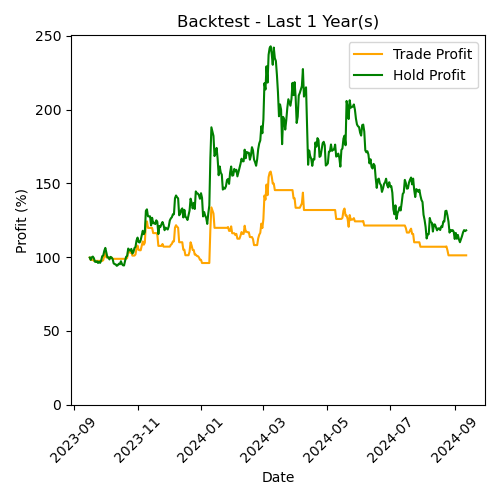 Backtest - Last 1 Year(s)
Trade Profit
Hold Profit
Profit (%)
250
200
150
100
50
0
2023-09
2023-11
2024-01
2024-03
2024-05
2024-07
2024-09
Date